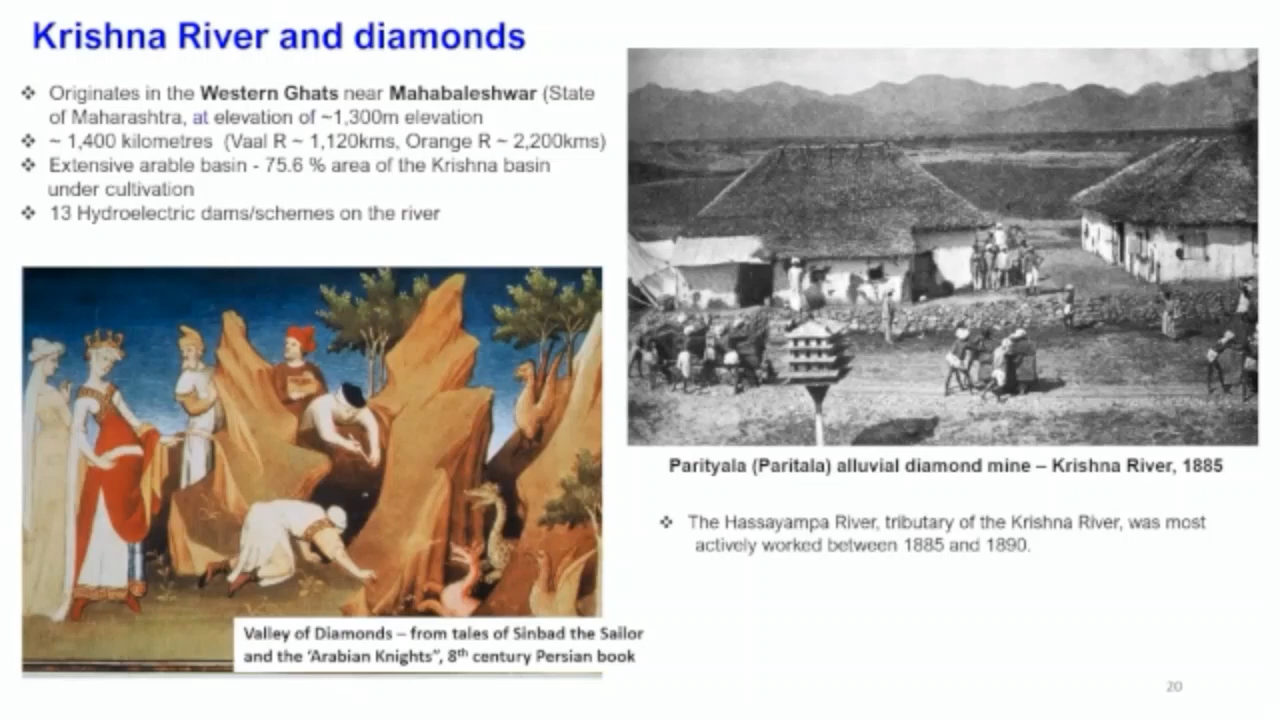 Krishna River and diamonds
❖ Originates in the Western Ghats near Mahabaleshwar (State
of Maharashtra, at elevation of ~1,300m elevation
❖ ~ 1,400 kilometres (Vaal R ~ 1,120kms, Orange R ~ 2,200kms)
❖ Extensive arable basin - 75.6 % area of the Krishna basin
under cultivation
❖ 13 Hydroelectric dams/schemes on the river
Valley of Diamonds – from tales of Sinbad the Sailor
and the ‘Arabian Knights”, 8th century Persian book
Parityala (Paritala) alluvial diamond mine – Krishna River, 1885
❖ The Hassayampa River, tributary of the Krishna River, was most
actively worked between 1885 and 1890.
20